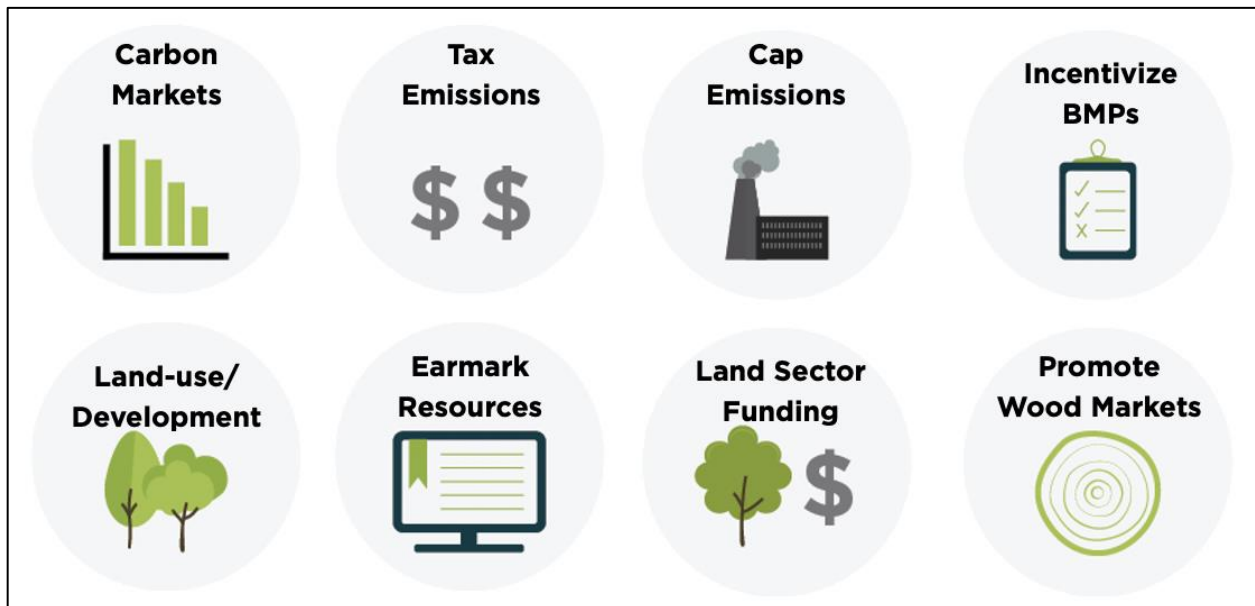 Carbon
Markets
Tax
Emissions
Cap
Emissions
Incentivize
BMPs
$ $
Land-use/
Development
Earmark
Resources
Land Sector
Funding
$
Promote
Wood Markets